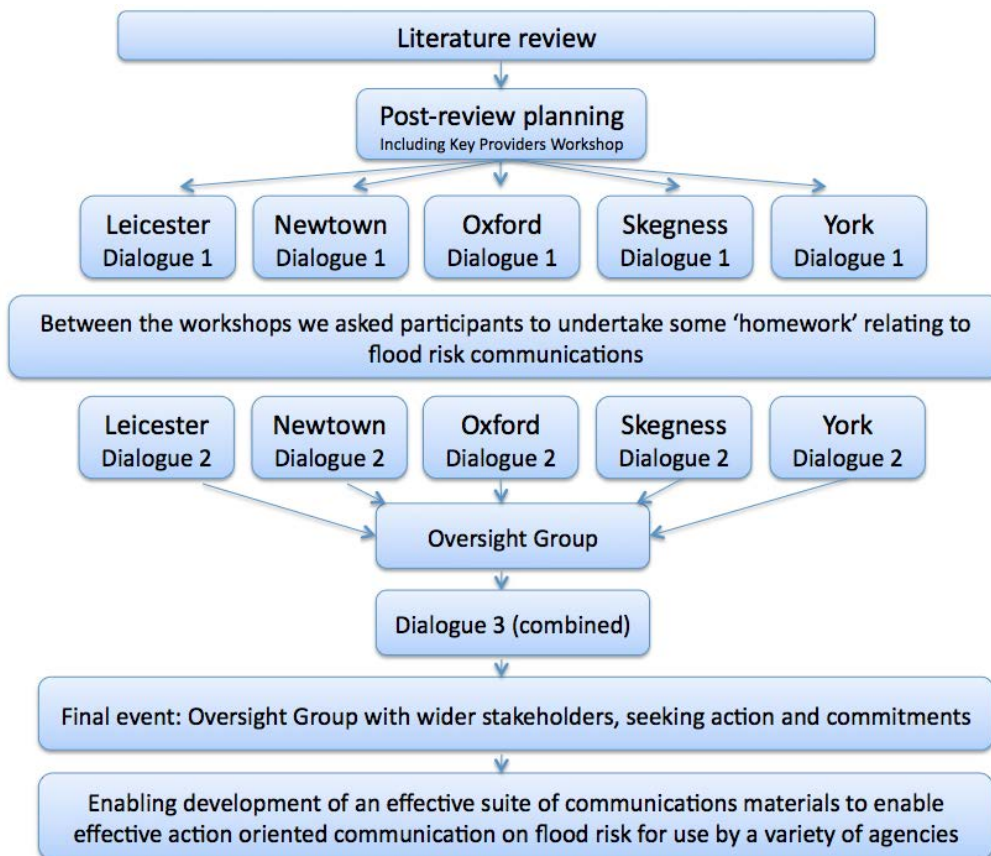 Literature review
Post-review planning
Including Key Providers Workshop
Leicester
Dialogue 1
Newtown
Dialogue 1
Oxford
Dialogue 1
Skegness
Dialogue 1
York
Dialogue 1
Between the workshops we asked participants to undertake some ‘homework’ relating to
flood risk communications
Leicester
Dialogue 2
Newtown
Dialogue 2
Oxford
Dialogue 2
Skegness
Dialogue 2
York
Dialogue 2
Oversight Group
Dialogue 3 (combined)
Final event: Oversight Group with wider stakeholders, seeking action and commitments
Enabling development of an effective suite of communications materials to enable
effective action oriented communication on flood risk for use by a variety of agencies